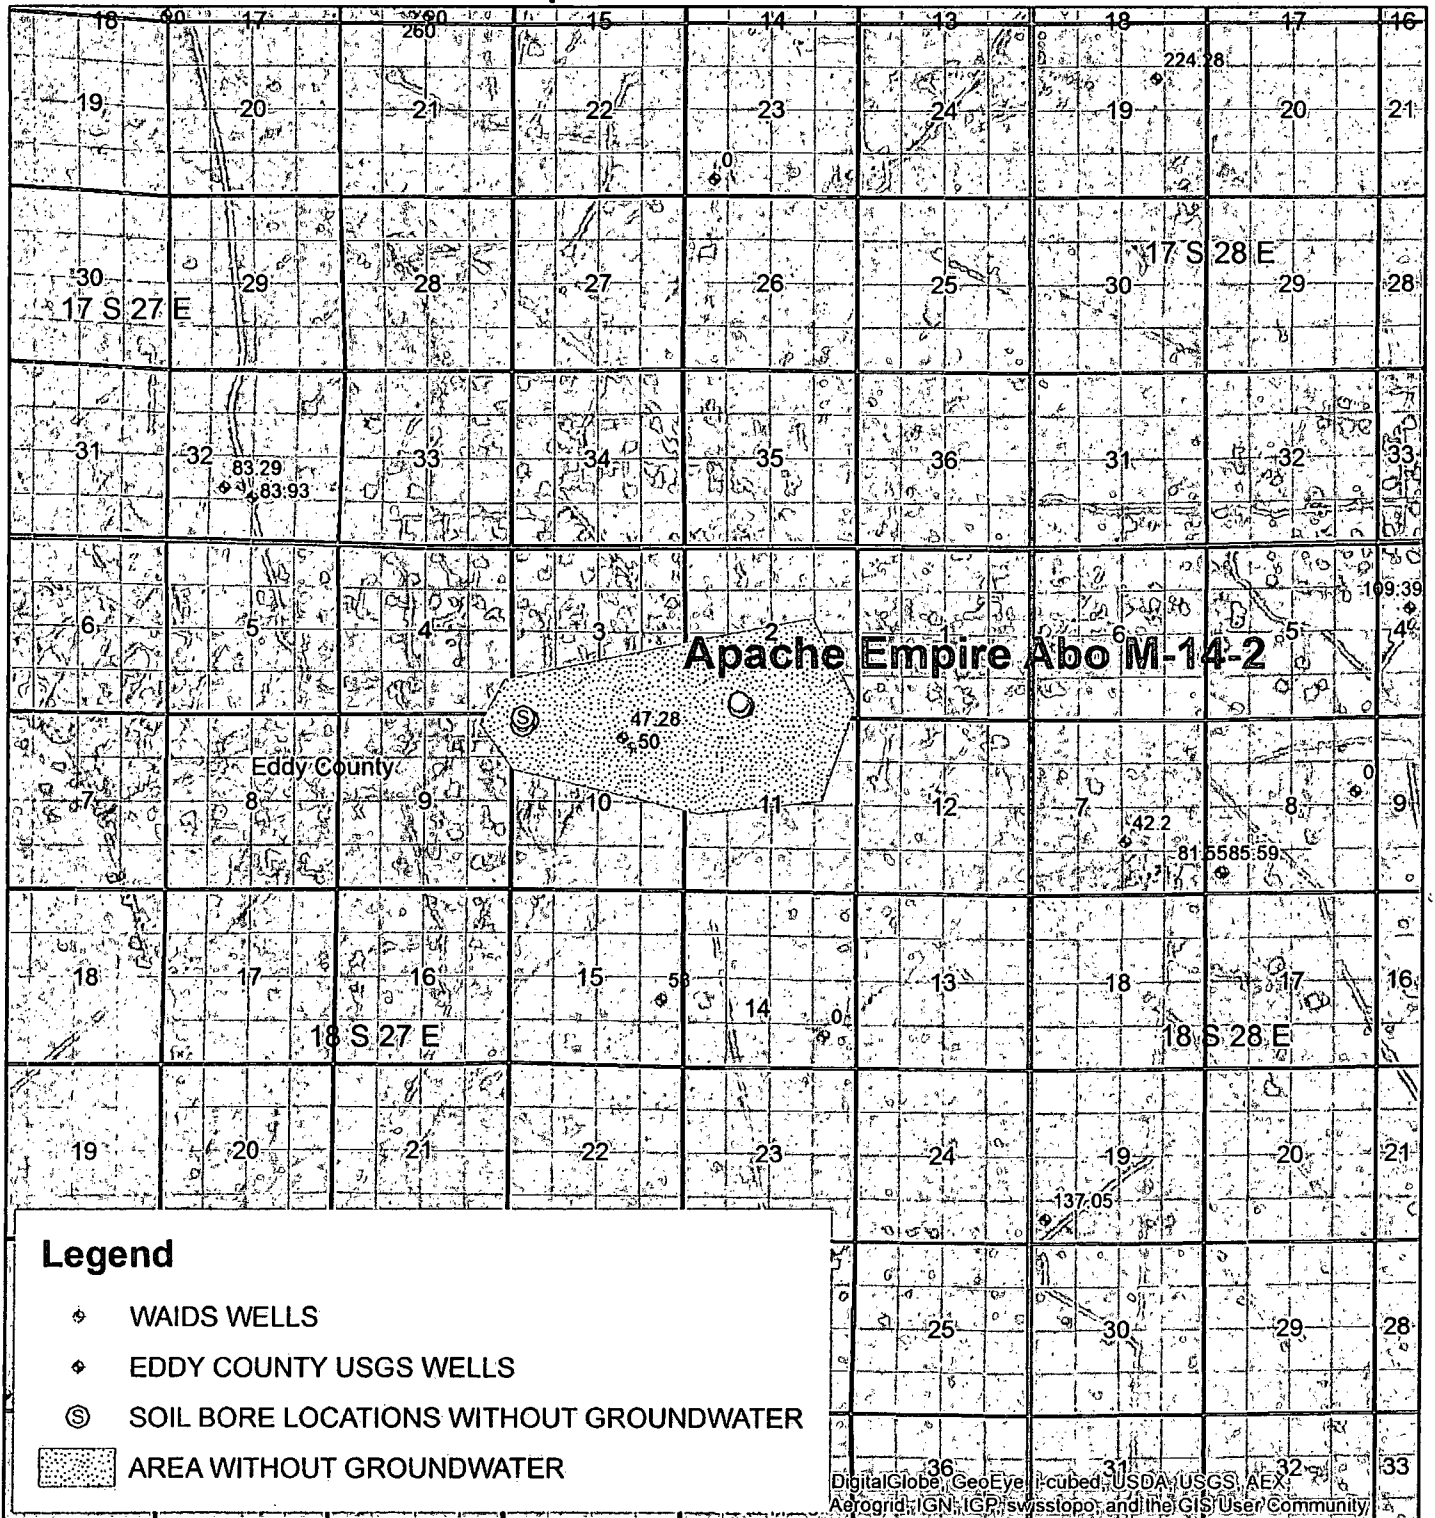 18 17 15 14 13 18 17 16
260
224.28
19 20 21 22 23 24 19 20 21
0
17 S 28 E
30 29 28 27 26 25 30 29 28
17 S 27 E
31 32 33 34 35 36 31 32 33
83.29
83.93
109.39
6 5 4 3 2 1 6 5 4
Apache Empire Abo M-14-2
S
47.28
50
Eddy County
0
7 8 9 10 11 12 7 8 9
42.2
81.55 85.59
18 17 16 15 58 13 18 17 16
14 0
18 S 27 E 18 S 28 E
19 20 21 22 23 24 19 20 21
137.05
Legend
WAIDS WELLS
25 30 29 28
EDDY COUNTY USGS WELLS
S SOIL BORE LOCATIONS WITHOUT GROUNDWATER
AREA WITHOUT GROUNDWATER
36 31 32 33
DigitalGlobe, GeoEye, i-cubed, USDA, USGS, AEX,
Aerogrid, IGN, IGP, swisstopo, and the GIS User Community